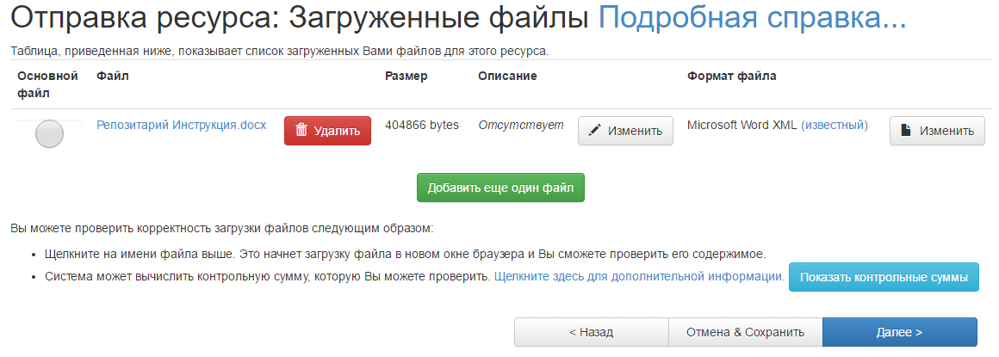 Отправка ресурса: Загруженные файлы Подробная справка...
Таблица, приведенная ниже, показывает список загруженных Вами файлов для этого ресурса.
Основной файл Файл Размер Описание Формат файла
Репозитарий Инструкция.docx Удалить 404866 bytes Отсутствует Изменить Microsoft Word XML (известный) Изменить
Добавить еще один файл
Вы можете проверить корректность загрузки файлов следующим образом:
• Щелкните на имени файла выше. Это начнет загрузку файла в новом окне браузера и Вы сможете проверить его содержимое.
• Система может вычислить контрольную сумму, которую Вы можете проверить. Щелкните здесь для дополнительной информации. Показать контрольные суммы
< Назад Отмена & Сохранить Далее >